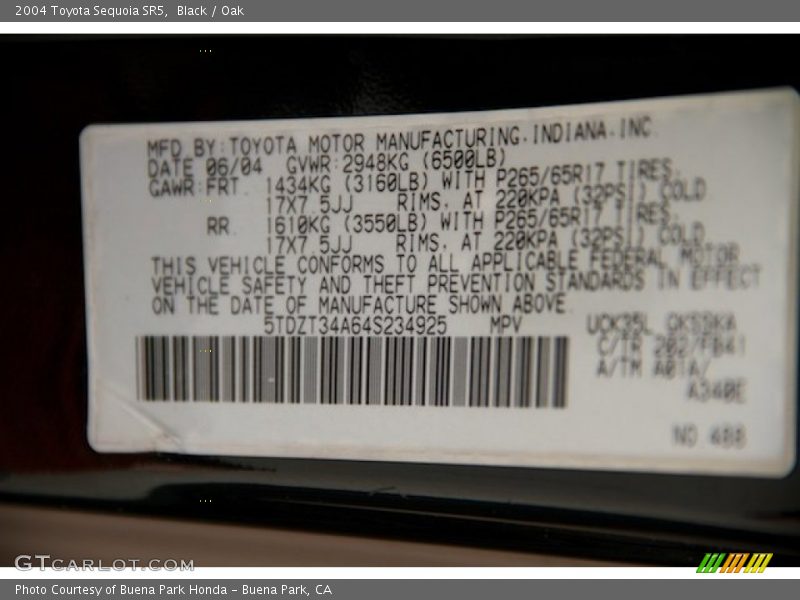 2004 Toyota Sequoia SR5,  Black / Oak
MFD BY:TOYOTA MOTOR MANUFACTURING.INDIANA.INC.
DATE 06/04  GVWR:2948KG (6500LB)
GAWR:FRT. 1434KG (3160LB) WITH P265/65R17 TIRES,
17X7.5JJ  RIMS, AT 220KPA (32PSI) COLD
RR. 1610KG (3550LB) WITH P265/65R17 TIRES,
17X7.5JJ  RIMS, AT 220KPA (32PSI) COLD
THIS VEHICLE CONFORMS TO ALL APPLICABLE FEDERAL MOTOR
VEHICLE SAFETY AND THEFT PREVENTION STANDARDS IN EFFECT
ON THE DATE OF MANUFACTURE SHOWN ABOVE.
5TDZT34A64S234925  MPV
C/TR 202/FB41
A/TM A01A/
A340E
NO.488
GTCARLOT.COM
Photo Courtesy of Buena Park Honda – Buena Park, CA